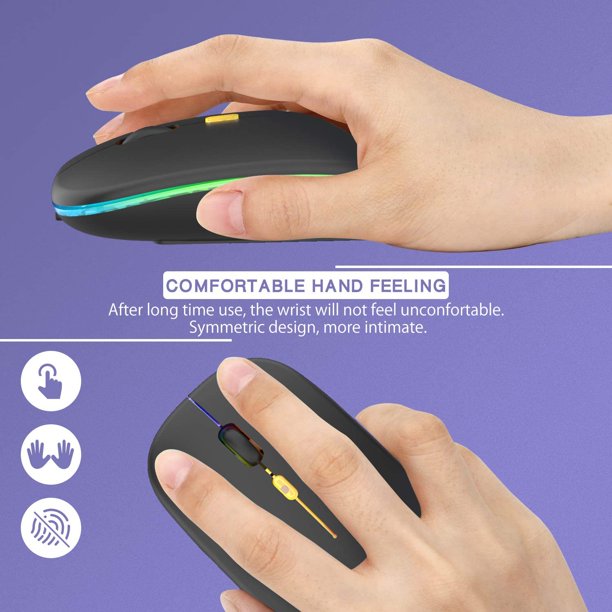 COMFORTABLE HAND FEELING
After long time use, the wrist will not feel unconfortable.
Symmetric design, more intimate.